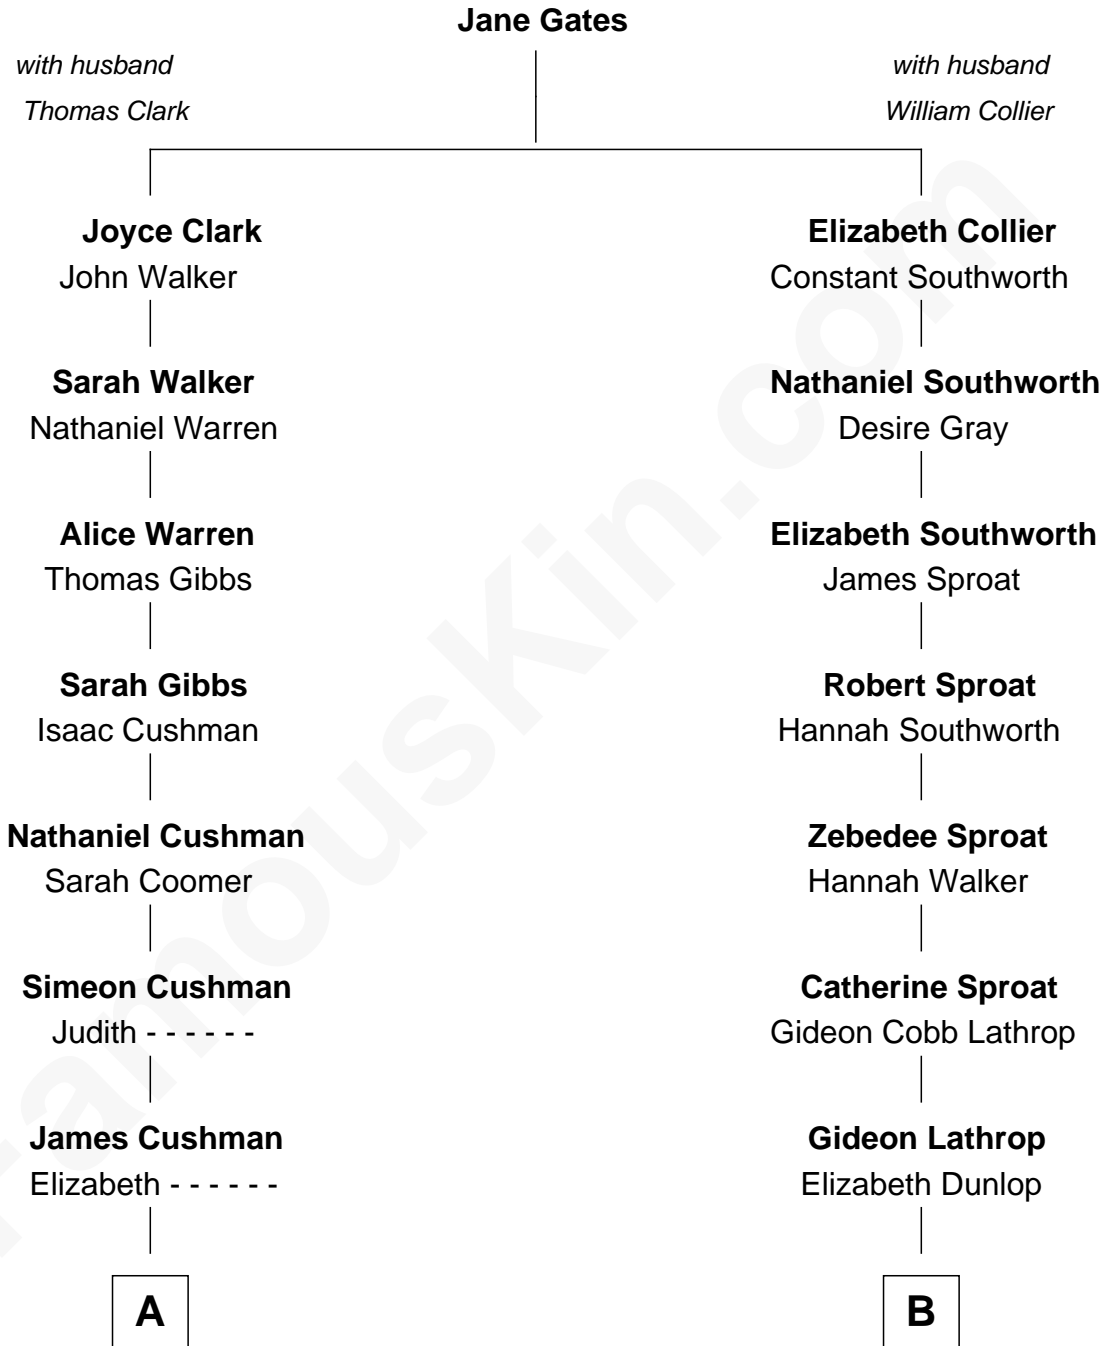 Jane Gates
with husband
Thomas Clark
with husband
William Collier
Joyce Clark
John Walker
Elizabeth Collier
Constant Southworth
Sarah Walker
Nathaniel Warren
Nathaniel Southworth
Desire Gray
Alice Warren
Thomas Gibbs
Elizabeth Southworth
James Sproat
Sarah Gibbs
Isaac Cushman
Robert Sproat
Hannah Southworth
Nathaniel Cushman
Sarah Coomer
Zebedee Sproat
Hannah Walker
Simeon Cushman
Judith - - - - - -
Catherine Sproat
Gideon Cobb Lathrop
James Cushman
Elizabeth - - - - - -
Gideon Lathrop
Elizabeth Dunlop
A
B
FamousKin.com